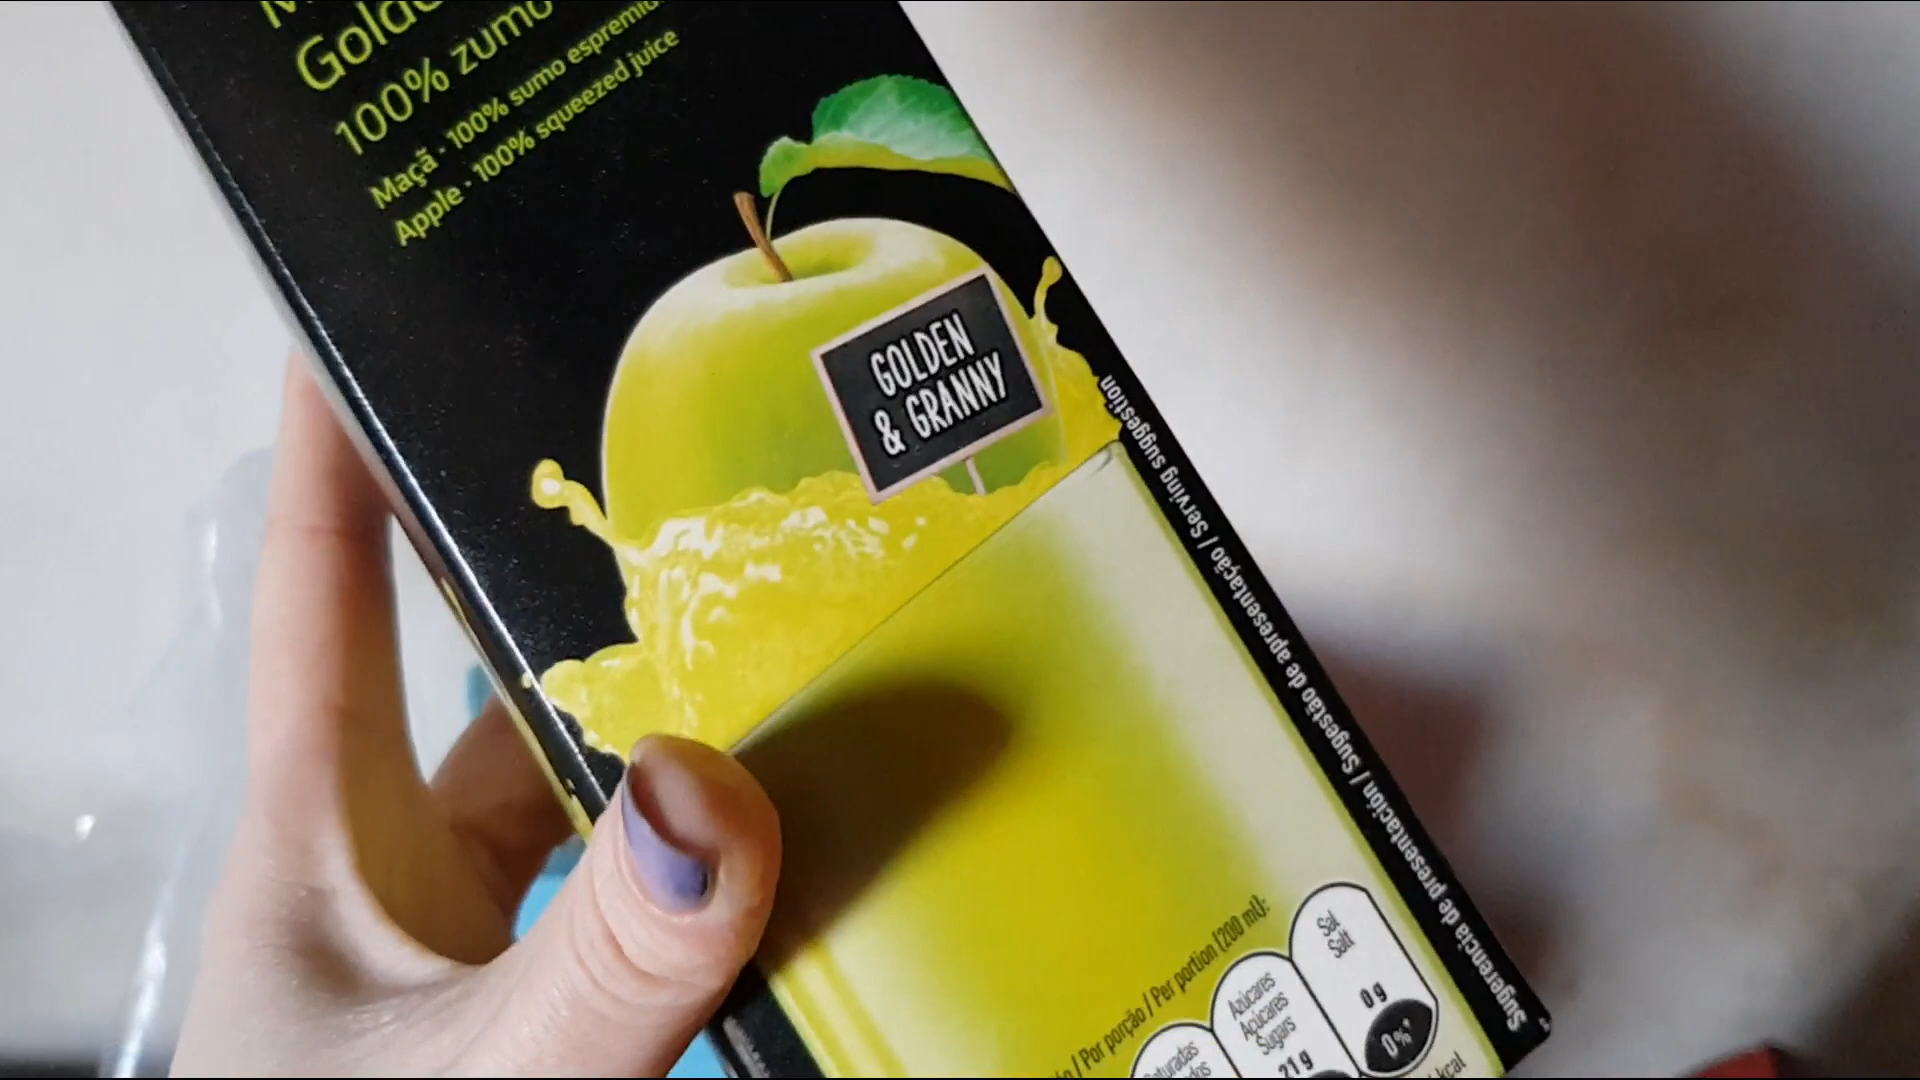 Golde
100% zumo
Maçã · 100% sumo espremid
Apple · 100% squeezed juice
GOLDEN
& GRANNY
Sugerencia de presentación / Sugestão de apresentação / Serving suggestion
/ Por porção / Per portion (200 ml):
Azúcares
Açúcares
Sugars
21 g
Sal
Salt
0 g
0%*
kcal